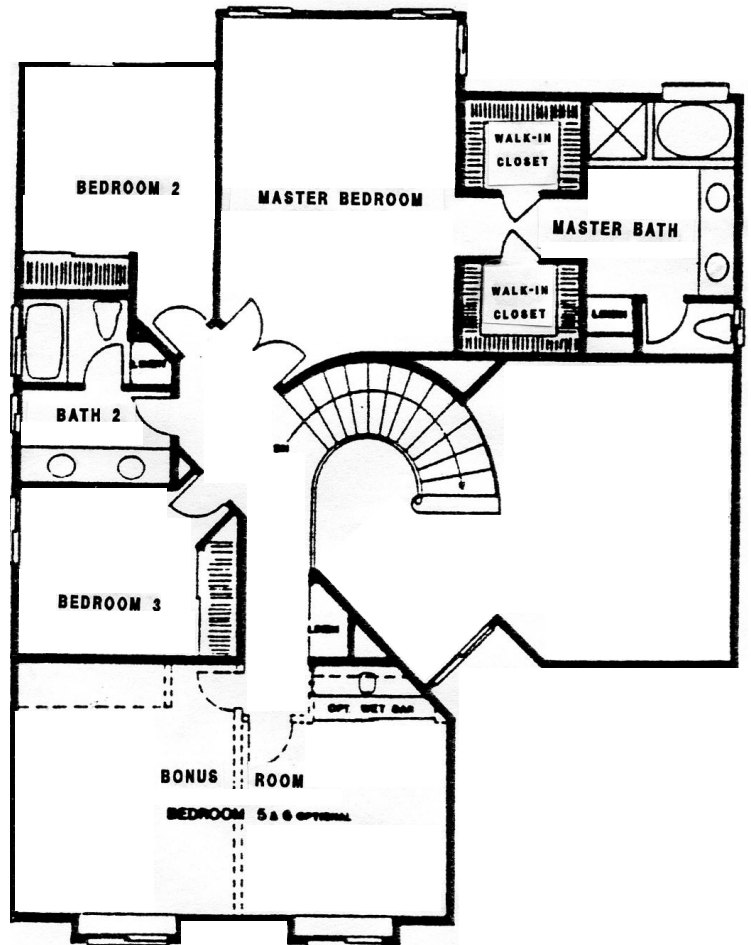 WALK-IN
CLOSET
BEDROOM 2
MASTER BEDROOM
MASTER BATH
WALK-IN
CLOSET
LINEN
LINEN
BATH 2
DN
BEDROOM 3
LINEN
OPT. WET BAR
BONUS ROOM
BEDROOM 5 & 6 OPTIONAL